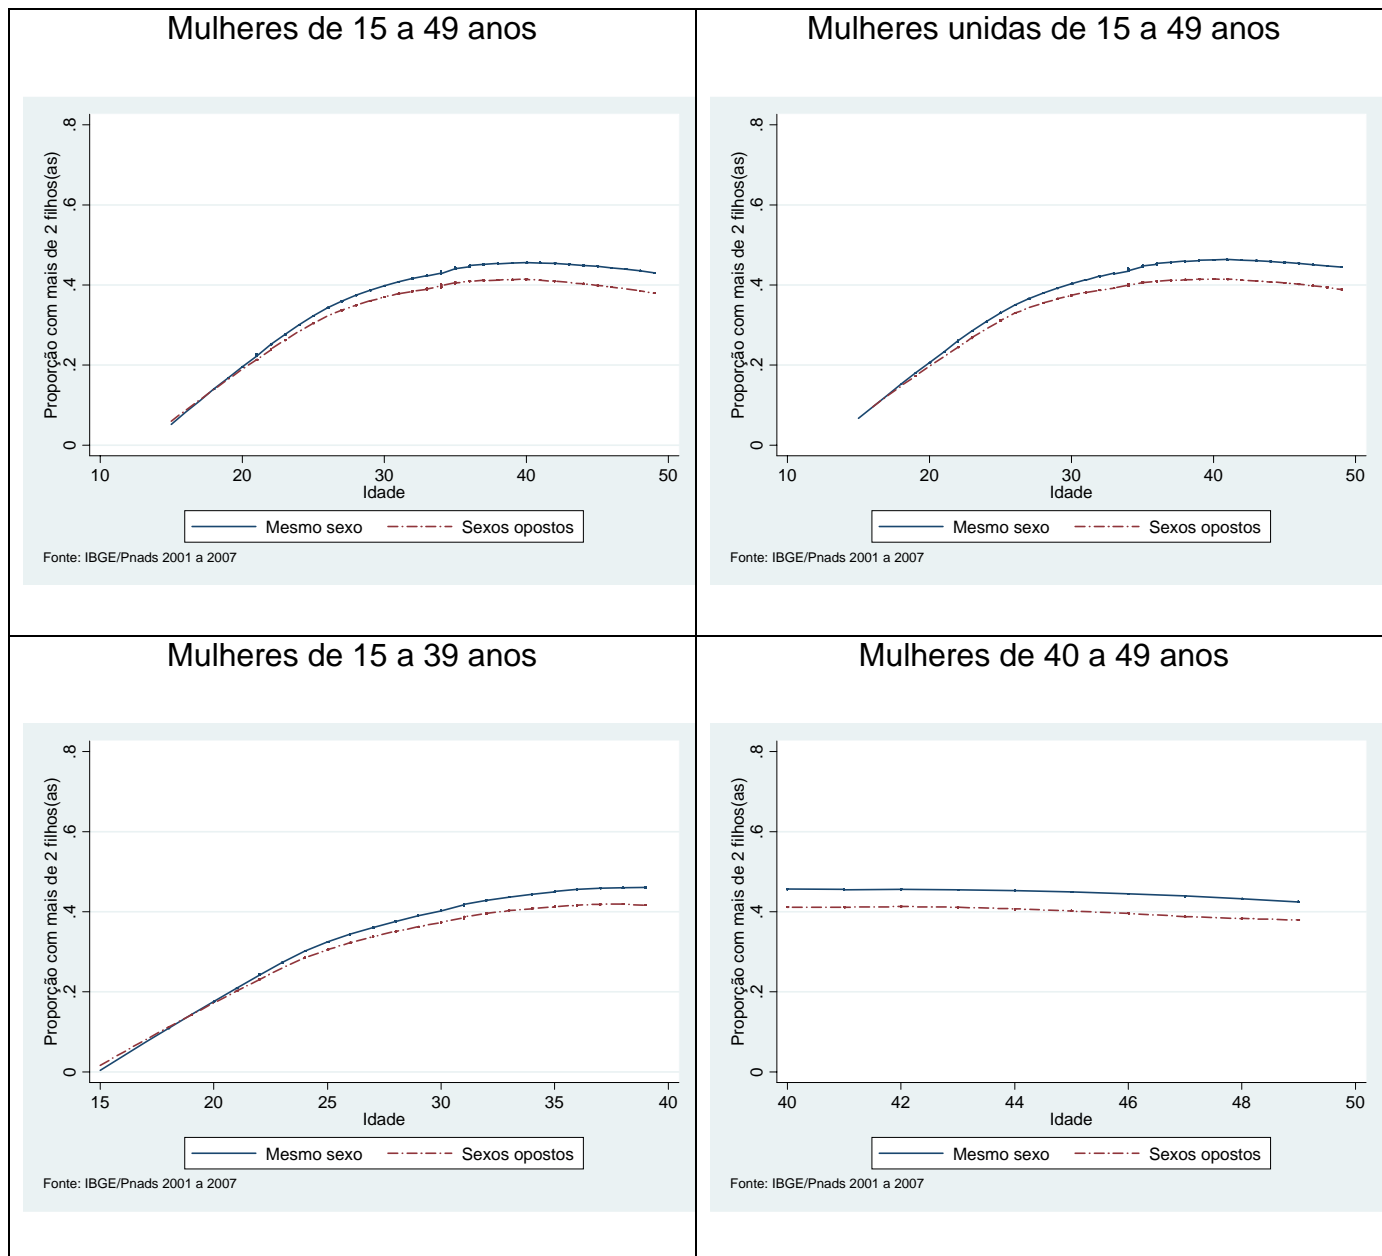 Mulheres de 15 a 49 anos
Proporção com mais de 2 filhos(as)
.8
.6
.4
.2
0
10 20 30 40 50
Idade
Mesmo sexo Sexos opostos
Fonte: IBGE/Pnads 2001 a 2007
Mulheres unidas de 15 a 49 anos
Proporção com mais de 2 filhos(as)
.8
.6
.4
.2
0
10 20 30 40 50
Idade
Mesmo sexo Sexos opostos
Fonte: IBGE/Pnads 2001 a 2007
Mulheres de 15 a 39 anos
Proporção com mais de 2 filhos(as)
.8
.6
.4
.2
0
15 20 25 30 35 40
Idade
Mesmo sexo Sexos opostos
Fonte: IBGE/Pnads 2001 a 2007
Mulheres de 40 a 49 anos
Proporção com mais de 2 filhos(as)
.8
.6
.4
.2
0
40 42 44 46 48 50
Idade
Mesmo sexo Sexos opostos
Fonte: IBGE/Pnads 2001 a 2007